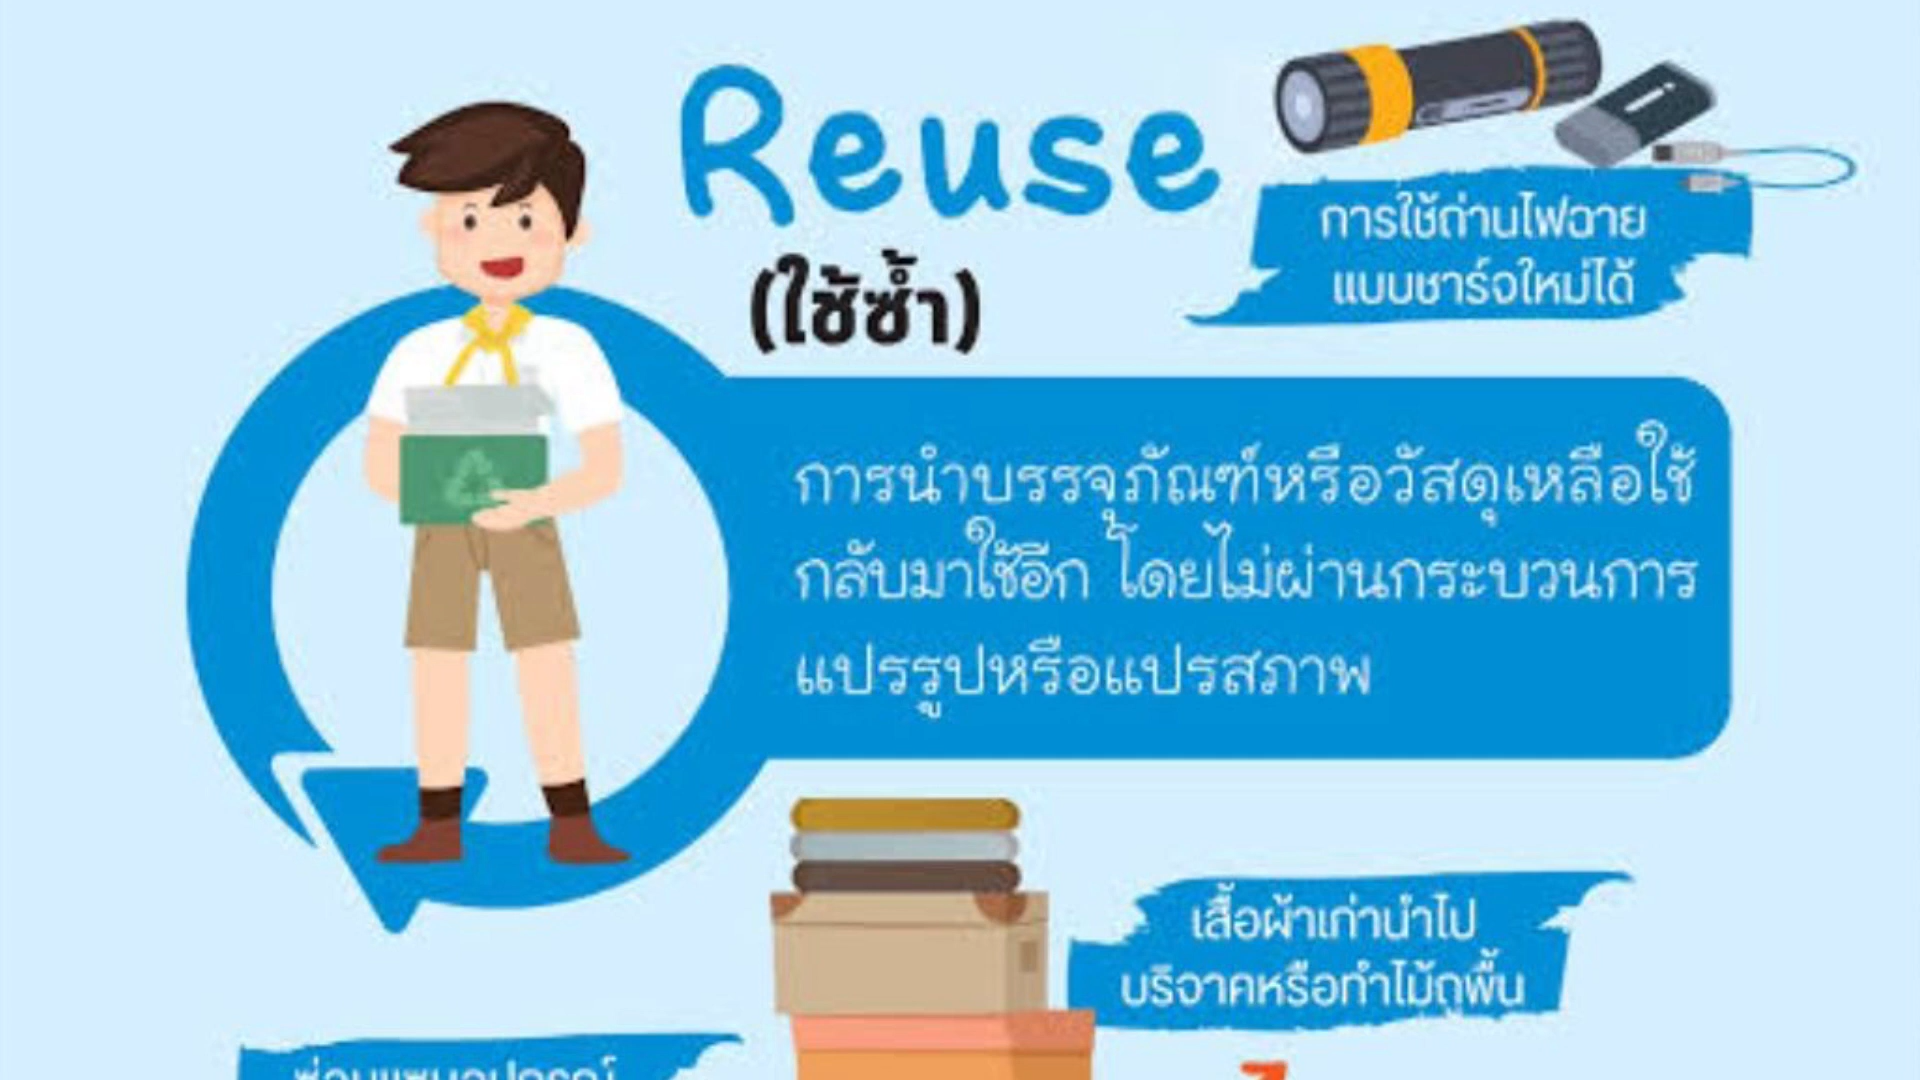 Reuse
(ใช้ซ้ำ)
การใช้ถ่านไฟฉาย
แบบชาร์จใหม่ได้
การนำบรรจุภัณฑ์หรือวัสดุเหลือใช้
กลับมาใช้อีก โดยไม่ผ่านกระบวนการ
แปรรูปหรือแปรสภาพ
เสื้อผ้าเก่านำไป
บริจาคหรือทำไม้ถูพื้น